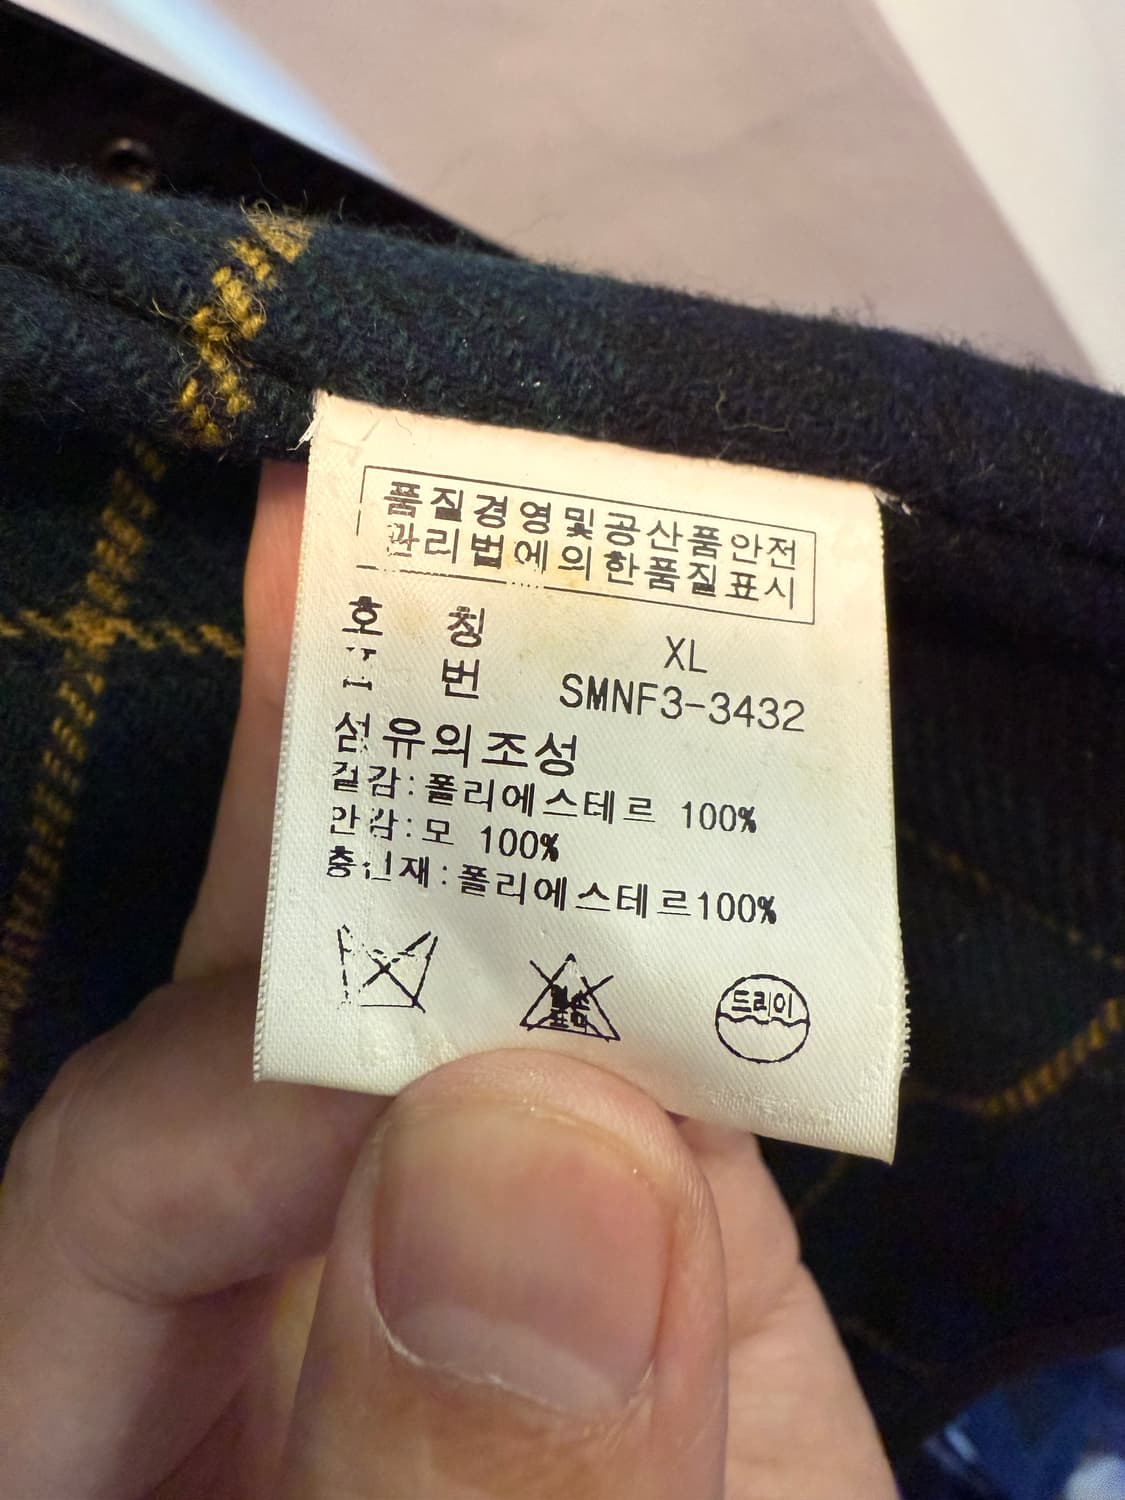 품질경영및공산품안전
관리법에의한품질표시
호 칭 XL
번 SMNF3-3432
섬유의조성
겉감:폴리에스테르 100%
안감:모 100%
충전재:폴리에스테르100%
드라이